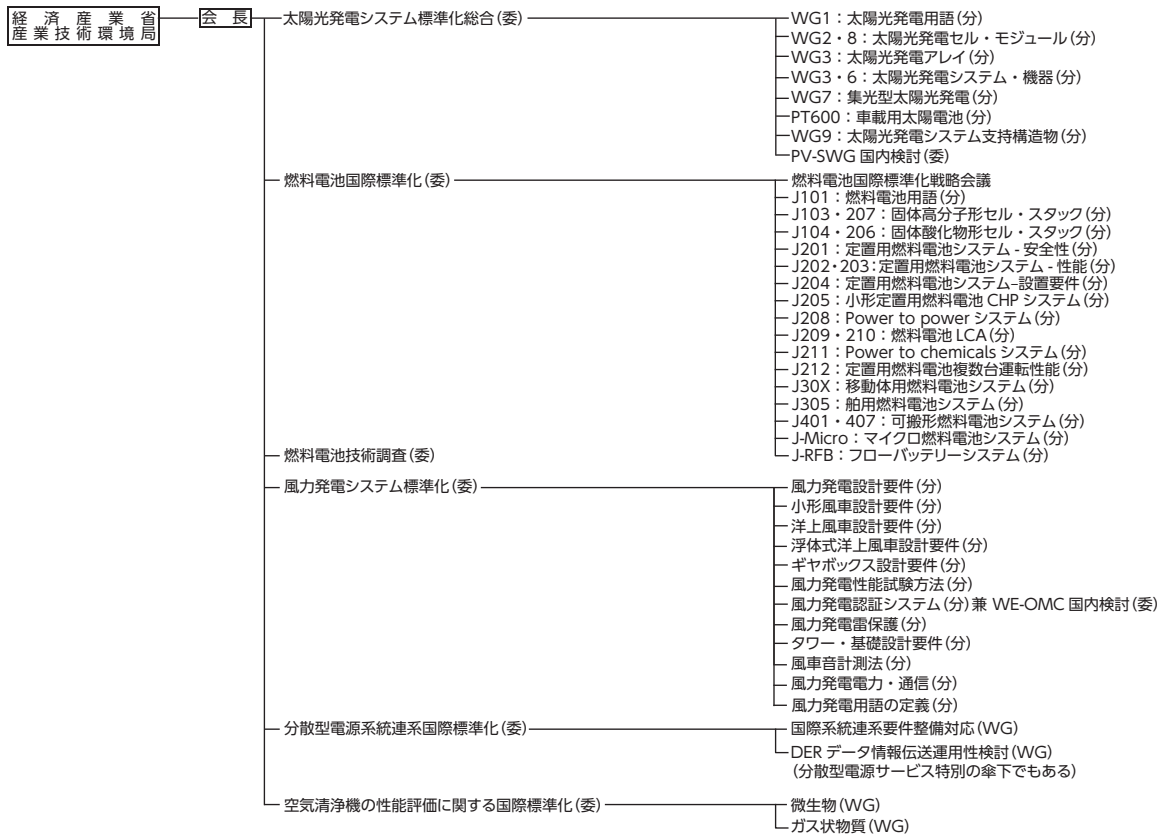 経済産業省
産業技術環境局
会長
太陽光発電システム標準化総合(委)
WG1：太陽光発電用語(分)
WG2・8：太陽光発電セル・モジュール(分)
WG3：太陽光発電アレイ(分)
WG3・6：太陽光発電システム・機器(分)
WG7：集光型太陽光発電(分)
PT600：車載用太陽電池(分)
WG9：太陽光発電システム支持構造物(分)
PV-SWG 国内検討(委)
燃料電池国際標準化(委)
燃料電池国際標準化戦略会議
J101：燃料電池用語(分)
J103・207：固体高分子形セル・スタック(分)
J104・206：固体酸化物形セル・スタック(分)
J201：定置用燃料電池システム - 安全性(分)
J202・203：定置用燃料電池システム - 性能(分)
J204：定置用燃料電池システム–設置要件(分)
J205：小形定置用燃料電池 CHP システム(分)
J208：Power to power システム(分)
J209・210：燃料電池 LCA(分)
J211：Power to chemicals システム(分)
J212：定置用燃料電池複数台運転性能(分)
J30X：移動体用燃料電池システム(分)
J305：舶用燃料電池システム(分)
J401・407：可搬形燃料電池システム(分)
J-Micro：マイクロ燃料電池システム(分)
J-RFB：フローバッテリーシステム(分)
燃料電池技術調査(委)
風力発電システム標準化(委)
風力発電設計要件(分)
小形風車設計要件(分)
洋上風車設計要件(分)
浮体式洋上風車設計要件(分)
ギヤボックス設計要件(分)
風力発電性能試験方法(分)
風力発電認証システム(分)兼 WE-OMC 国内検討(委)
風力発電雷保護(分)
タワー・基礎設計要件(分)
風車音計測法(分)
風力発電電力・通信(分)
風力発電用語の定義(分)
分散型電源系統連系国際標準化(委)
国際系統連系要件整備対応(WG)
DER データ情報伝送運用性検討(WG)
(分散型電源サービス特別の傘下でもある)
空気清浄機の性能評価に関する国際標準化(委)
微生物(WG)
ガス状物質(WG)